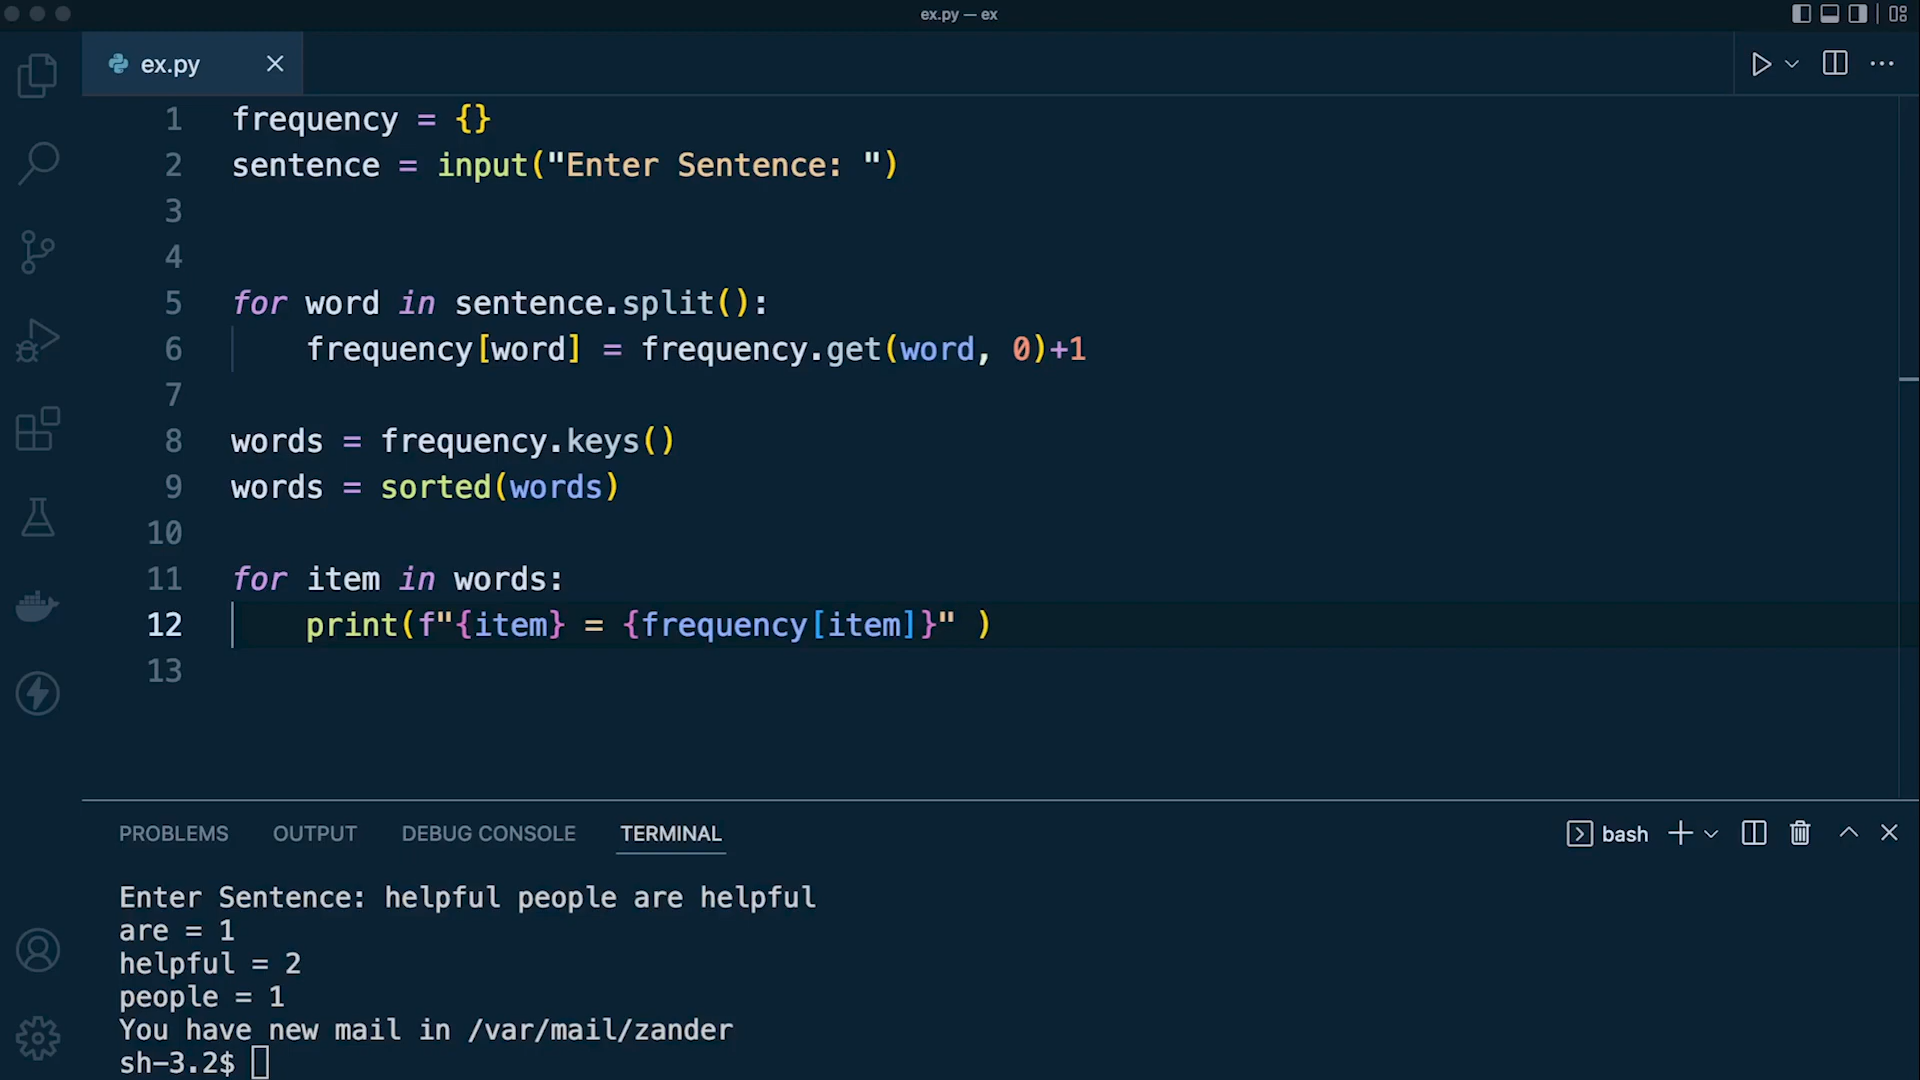 ex.py — ex
ex.py
1 frequency = {}
2 sentence = input("Enter Sentence: ")
3
4
5 for word in sentence.split():
6     frequency[word] = frequency.get(word, 0)+1
7
8 words = frequency.keys()
9 words = sorted(words)
10
11 for item in words:
12     print(f"{item} = {frequency[item]}" )
13
PROBLEMS OUTPUT DEBUG CONSOLE TERMINAL bash
Enter Sentence: helpful people are helpful
are = 1
helpful = 2
people = 1
You have new mail in /var/mail/zander
sh-3.2$